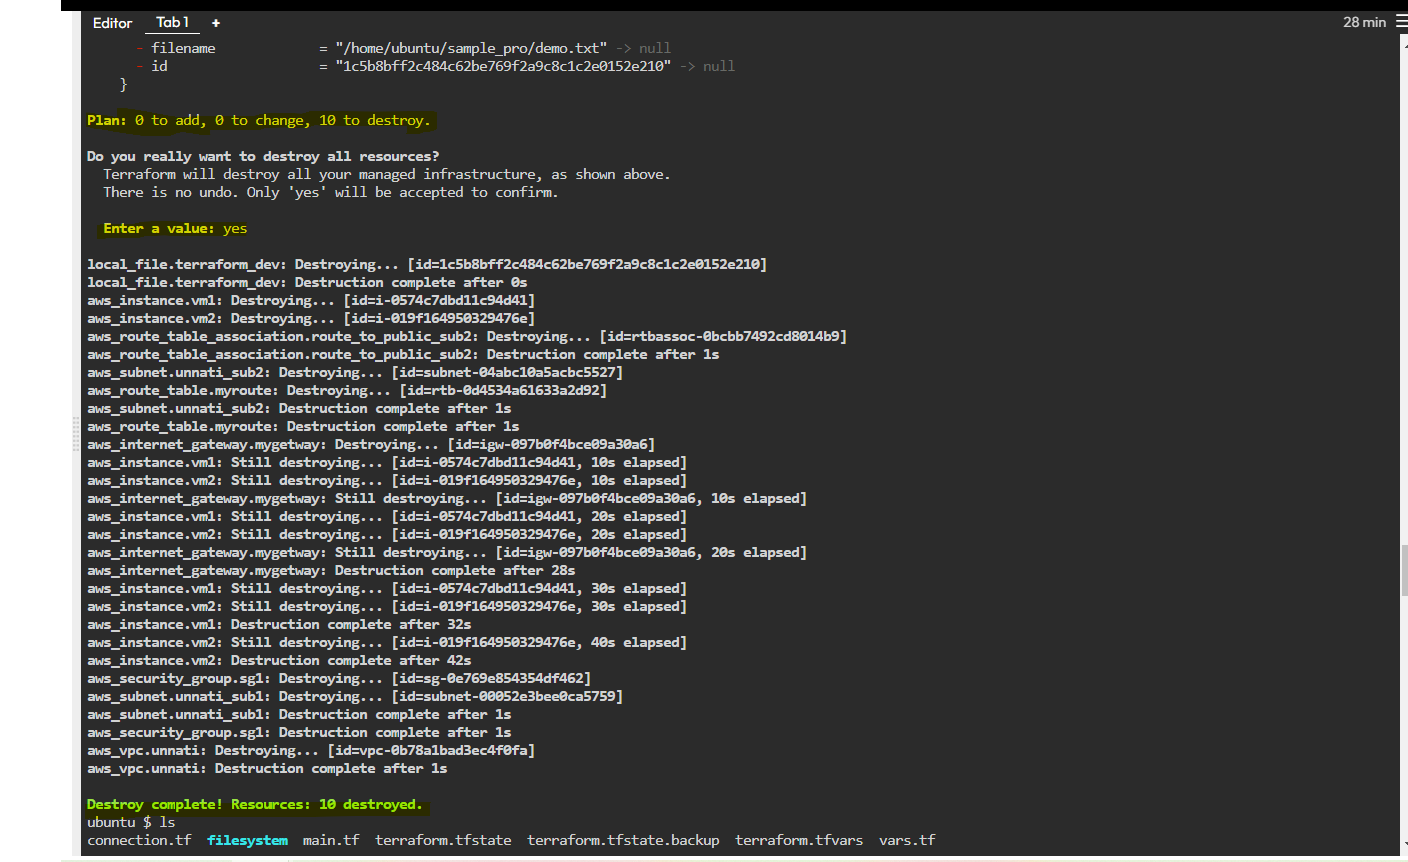 Editor Tab 1 + 28 min
- filename = "/home/ubuntu/sample_pro/demo.txt" -> null
- id = "1c5b8bff2c484c62be769f2a9c8c1c2e0152e210" -> null
}
Plan: 0 to add, 0 to change, 10 to destroy.
Do you really want to destroy all resources?
Terraform will destroy all your managed infrastructure, as shown above.
There is no undo. Only 'yes' will be accepted to confirm.
Enter a value: yes
local_file.terraform_dev: Destroying... [id=1c5b8bff2c484c62be769f2a9c8c1c2e0152e210]
local_file.terraform_dev: Destruction complete after 0s
aws_instance.vm1: Destroying... [id=i-0574c7dbd11c94d41]
aws_instance.vm2: Destroying... [id=i-019f164950329476e]
aws_route_table_association.route_to_public_sub2: Destroying... [id=rtbassoc-0bcbb7492cd8014b9]
aws_route_table_association.route_to_public_sub2: Destruction complete after 1s
aws_subnet.unnati_sub2: Destroying... [id=subnet-04abc10a5acbc5527]
aws_route_table.myroute: Destroying... [id=rtb-0d4534a61633a2d92]
aws_subnet.unnati_sub2: Destruction complete after 1s
aws_route_table.myroute: Destruction complete after 1s
aws_internet_gateway.mygetway: Destroying... [id=igw-097b0f4bce09a30a6]
aws_instance.vm1: Still destroying... [id=i-0574c7dbd11c94d41, 10s elapsed]
aws_instance.vm2: Still destroying... [id=i-019f164950329476e, 10s elapsed]
aws_internet_gateway.mygetway: Still destroying... [id=igw-097b0f4bce09a30a6, 10s elapsed]
aws_instance.vm1: Still destroying... [id=i-0574c7dbd11c94d41, 20s elapsed]
aws_instance.vm2: Still destroying... [id=i-019f164950329476e, 20s elapsed]
aws_internet_gateway.mygetway: Still destroying... [id=igw-097b0f4bce09a30a6, 20s elapsed]
aws_internet_gateway.mygetway: Destruction complete after 28s
aws_instance.vm1: Still destroying... [id=i-0574c7dbd11c94d41, 30s elapsed]
aws_instance.vm2: Still destroying... [id=i-019f164950329476e, 30s elapsed]
aws_instance.vm1: Destruction complete after 32s
aws_instance.vm2: Still destroying... [id=i-019f164950329476e, 40s elapsed]
aws_instance.vm2: Destruction complete after 42s
aws_security_group.sg1: Destroying... [id=sg-0e769e854354df462]
aws_subnet.unnati_sub1: Destroying... [id=subnet-00052e3bee0ca5759]
aws_subnet.unnati_sub1: Destruction complete after 1s
aws_security_group.sg1: Destruction complete after 1s
aws_vpc.unnati: Destroying... [id=vpc-0b78a1bad3ec4f0fa]
aws_vpc.unnati: Destruction complete after 1s
Destroy complete! Resources: 10 destroyed.
ubuntu $ ls
connection.tf filesystem main.tf terraform.tfstate terraform.tfstate.backup terraform.tfvars vars.tf